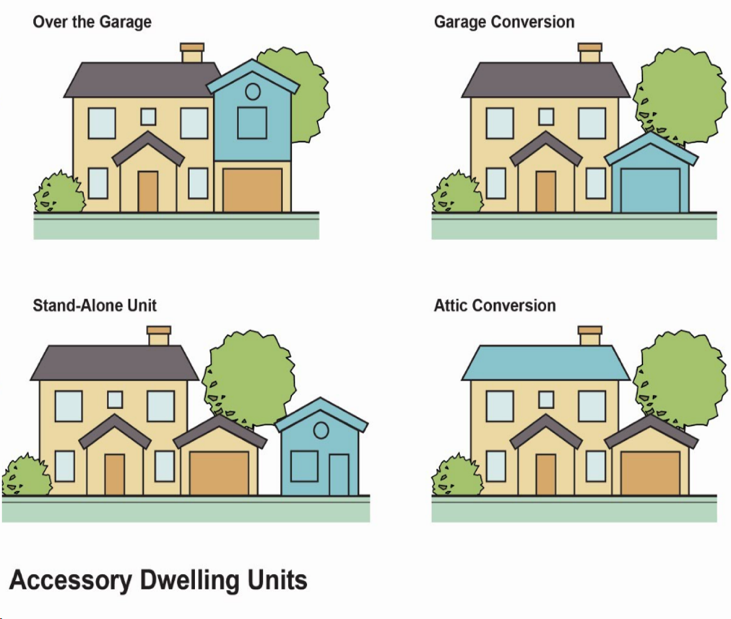 Over the Garage
Garage Conversion
Stand-Alone Unit
Attic Conversion
Accessory Dwelling Units